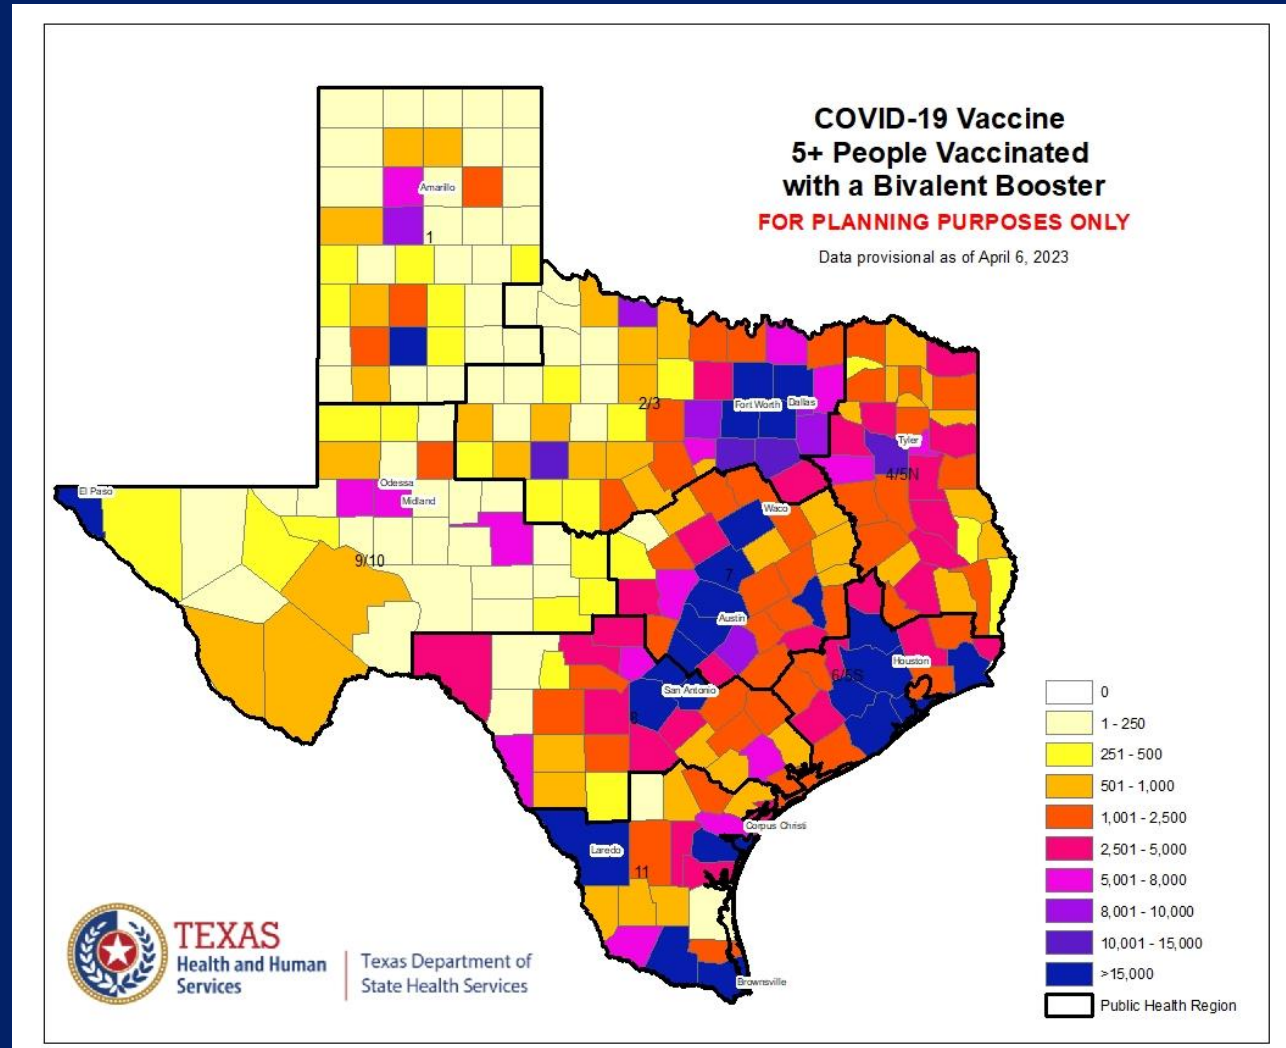 COVID-19 Vaccine
5+ People Vaccinated
with a Bivalent Booster
FOR PLANNING PURPOSES ONLY
Data provisional as of April 6, 2023
Amarillo
1
2/3
Fort Worth
Dallas
Tyler
4/5N
El Paso
Odessa
Midland
Waco
9/10
7
Austin
Houston
6/5S
San Antonio
8
Corpus Christi
Laredo
11
Brownsville
0
1 - 250
251 - 500
501 - 1,000
1,001 - 2,500
2,501 - 5,000
5,001 - 8,000
8,001 - 10,000
10,001 - 15,000
>15,000
Public Health Region
TEXAS
Health and Human
Services
Texas Department of
State Health Services